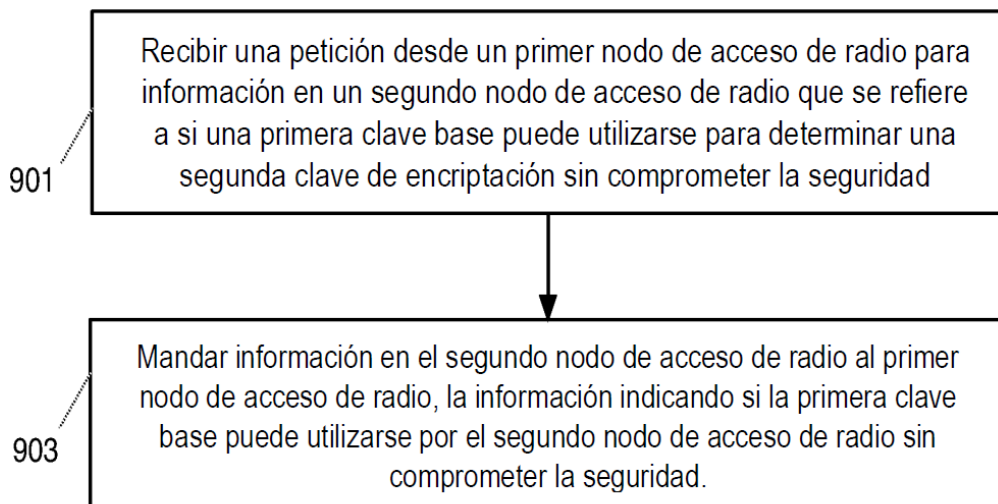 Recibir una petición desde un primer nodo de acceso de radio para
información en un segundo nodo de acceso de radio que se refiere
a si una primera clave base puede utilizarse para determinar una
segunda clave de encriptación sin comprometer la seguridad
901
Mandar información en el segundo nodo de acceso de radio al primer
nodo de acceso de radio, la información indicando si la primera clave
base puede utilizarse por el segundo nodo de acceso de radio sin
comprometer la seguridad.
903